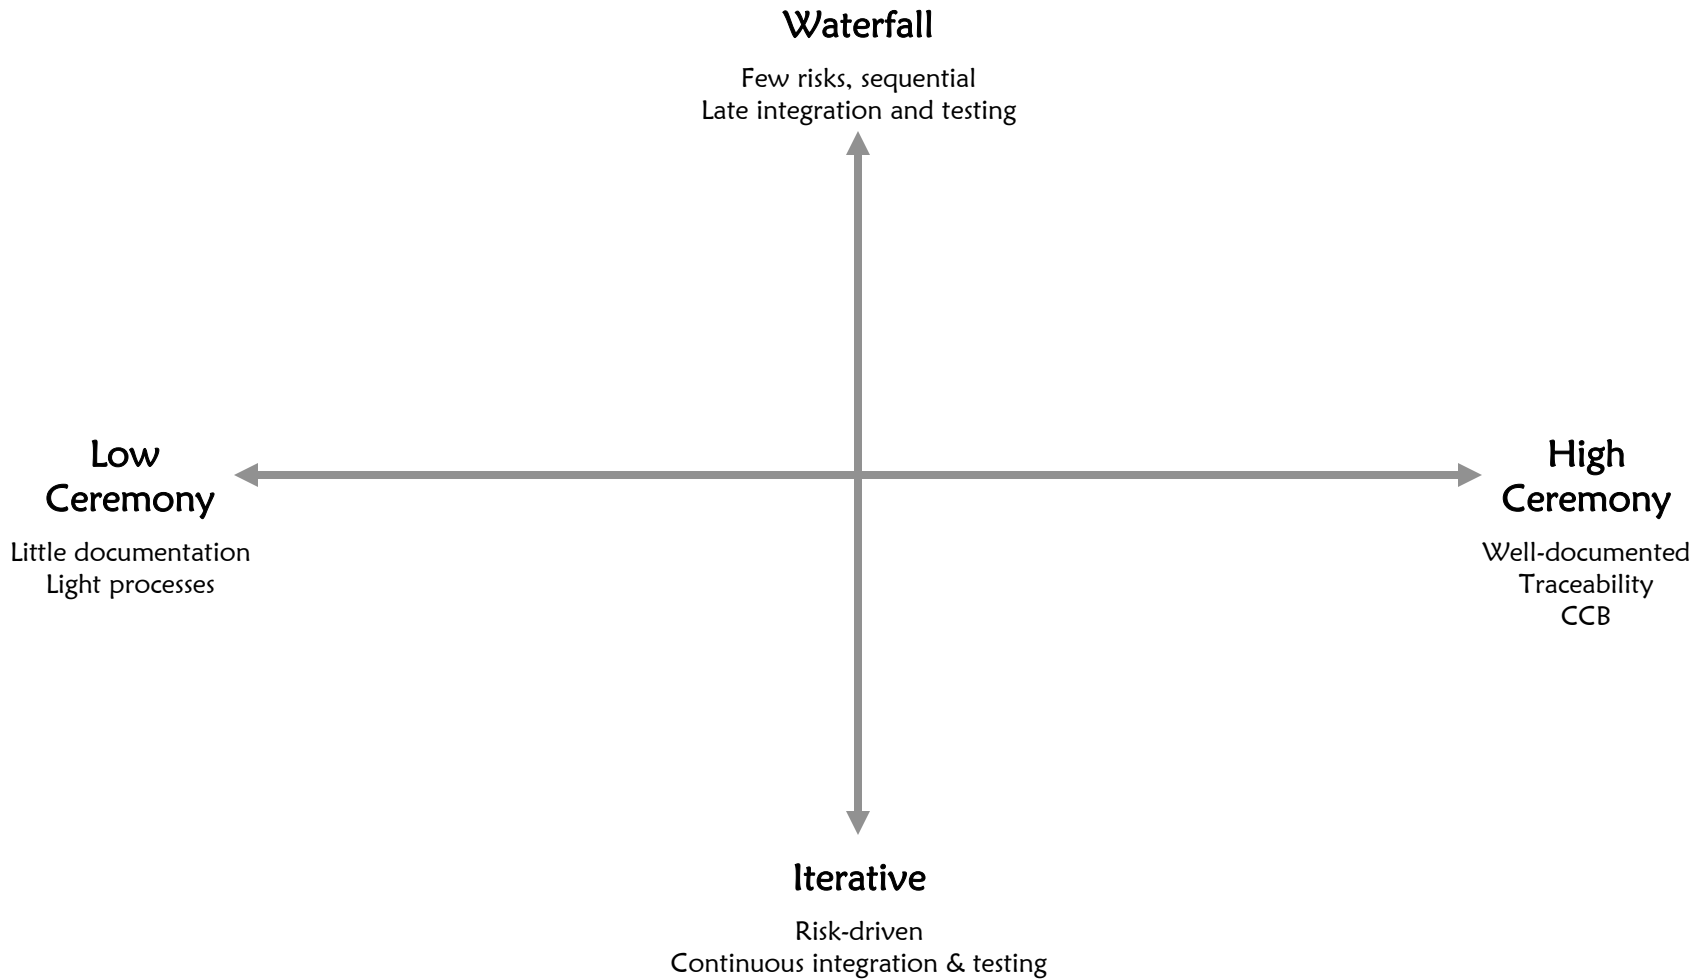 Waterfall
Few risks, sequential
Late integration and testing
Low
Ceremony
Little documentation
Light processes
High
Ceremony
Well-documented
Traceability
CCB
Iterative
Risk-driven
Continuous integration & testing